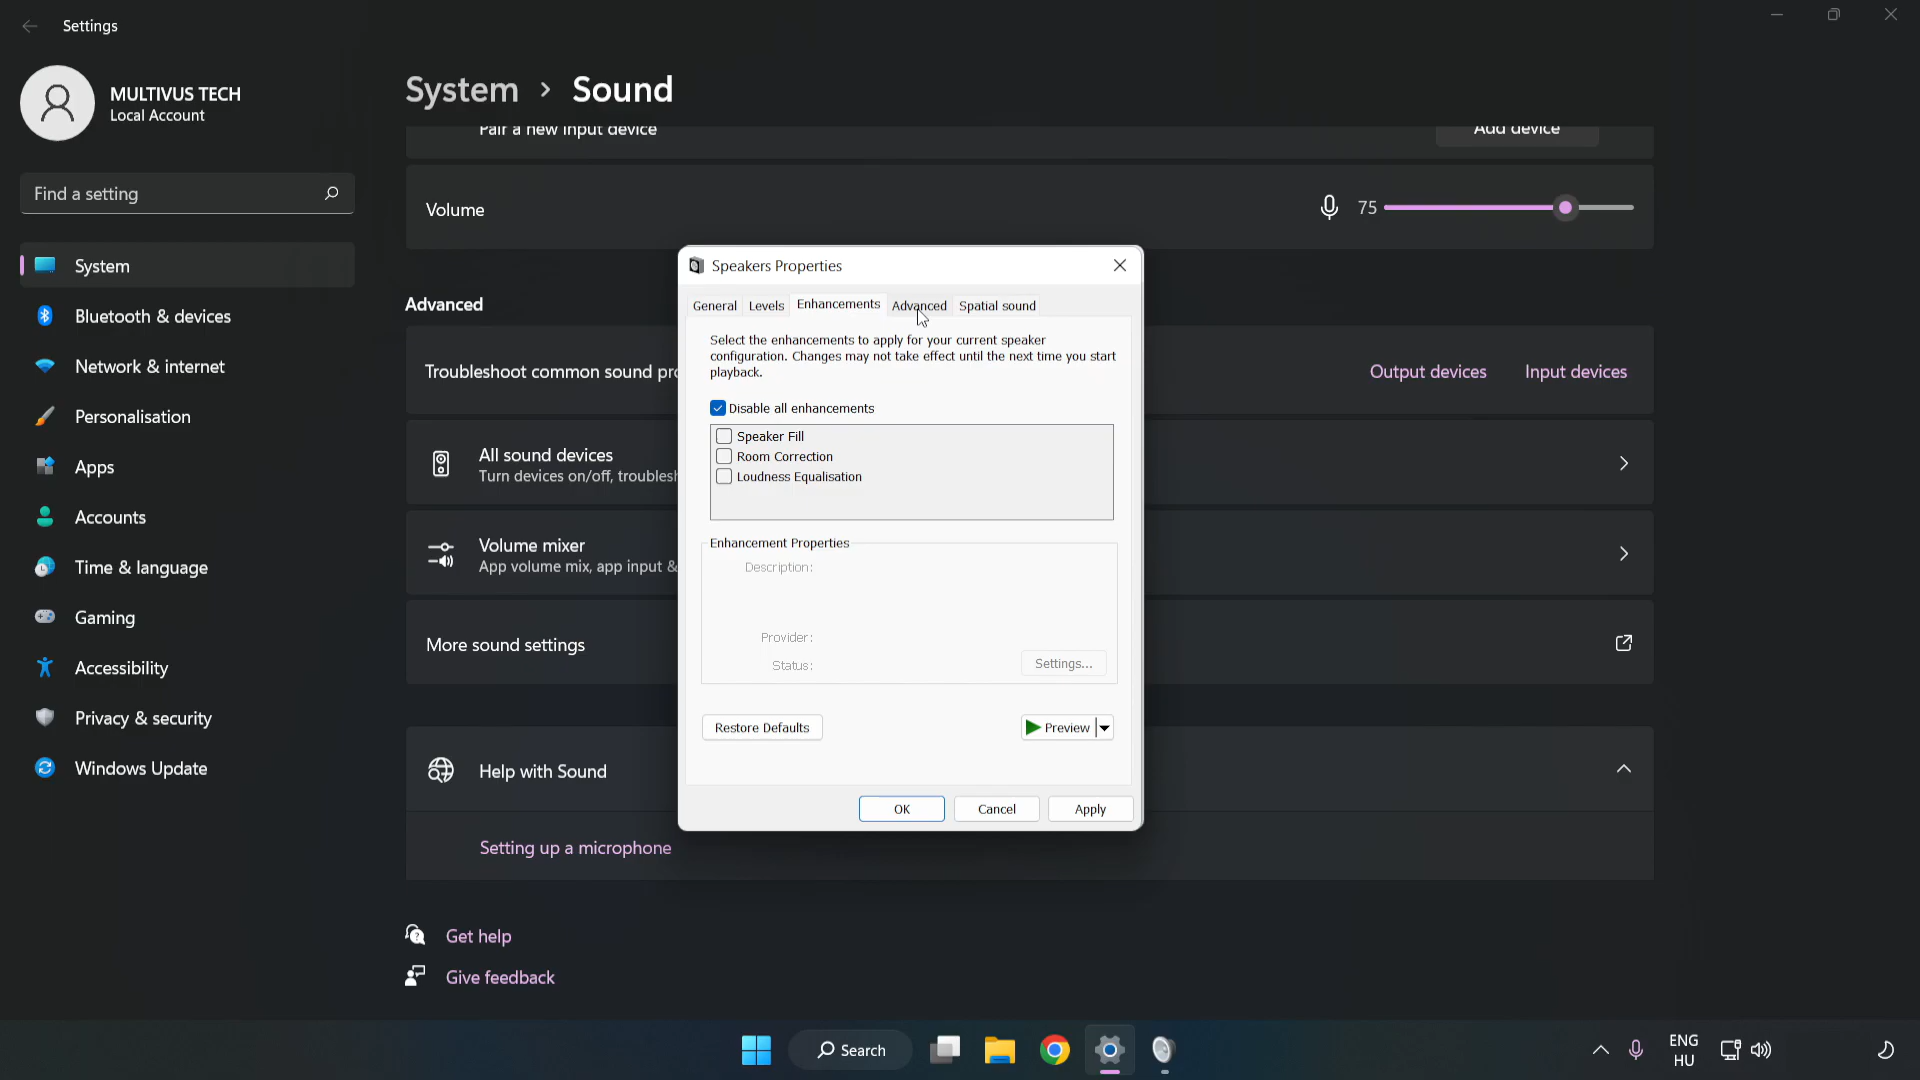 Settings
MULTIVUS TECH
Local Account
Find a setting
System
Bluetooth & devices
Network & internet
Personalisation
Apps
Accounts
Time & language
Gaming
Accessibility
Privacy & security
Windows Update
System > Sound
Pair a new input device
Add device
Volume
75
Advanced
Troubleshoot common sound pro
Output devices
Input devices
All sound devices
Turn devices on/off, troublesh
Volume mixer
App volume mix, app input &
More sound settings
Help with Sound
Setting up a microphone
Get help
Give feedback
Speakers Properties
General Levels Enhancements Advanced Spatial sound
Select the enhancements to apply for your current speaker
configuration. Changes may not take effect until the next time you start
playback.
Disable all enhancements
Speaker Fill
Room Correction
Loudness Equalisation
Enhancement Properties
Description:
Provider:
Status:
Settings...
Restore Defaults
Preview
OK
Cancel
Apply
Search
ENG
HU